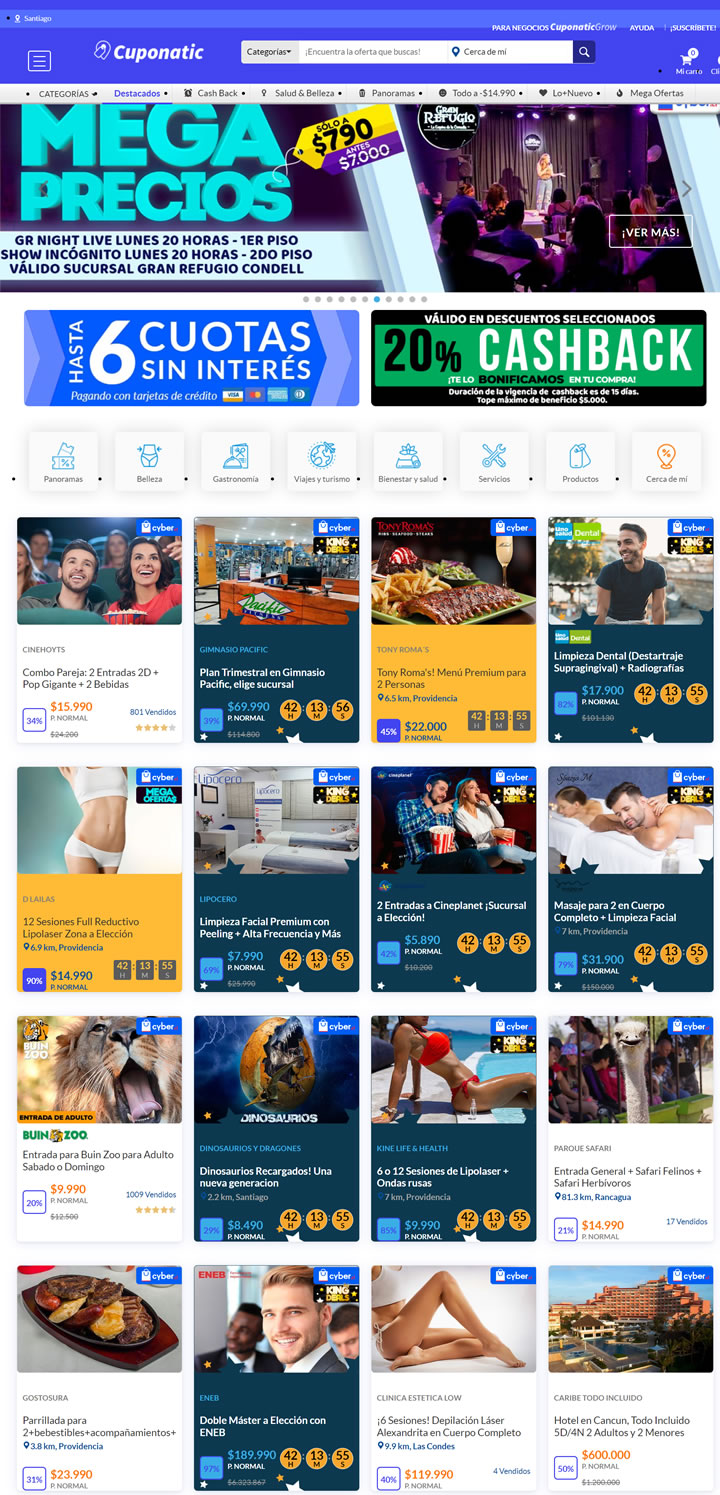 Santiago
PARA NEGOCIOS CuponaticGrow AYUDA | ¡SUSCRÍBETE!
Cuponatic
Categorías
¡Encuentra la oferta que buscas!
Cerca de mí
0
Mi carro
CATEGORÍAS
Destacados
Cash Back
Salud & Belleza
Panoramas
Todo a -$14.990
Lo+Nuevo
Mega Ofertas
MEGA
PRECIOS
SÓLO A
$790
ANTES
$7.000
GRAN
REFUGIO
GR NIGHT LIVE LUNES 20 HORAS - 1ER PISO
SHOW INCÓGNITO LUNES 20 HORAS - 2DO PISO
VÁLIDO SUCURSAL GRAN REFUGIO CONDELL
¡VER MÁS!
HASTA
6 CUOTAS
SIN INTERÉS
Pagando con tarjetas de crédito
VISA
VÁLIDO EN DESCUENTOS SELECCIONADOS
20% CASHBACK
¡TE LO BONIFICAMOS EN TU COMPRA!
Duración de la vigencia de cashback es de 15 días.
Tope máximo de beneficio $5.000.
Panoramas
Belleza
Gastronomía
Viajes y turismo
Bienestar y salud
Servicios
Productos
Cerca de mí
cyber
CINEHOYTS
Combo Pareja: 2 Entradas 2D +
Pop Gigante + 2 Bebidas
34%
$15.990
P. NORMAL
$24.200
801 Vendidos
cyber
KING
DEALS
Pacific
FITNESS
GIMNASIO PACIFIC
Plan Trimestral en Gimnasio
Pacific, elige sucursal
39%
$69.990
P. NORMAL
$114.800
42 : 13 : 56
H M S
TONY ROMA'S
RIBS · SEAFOOD · STEAKS
cyber
TONY ROMA´S
Tony Roma's! Menú Premium para
2 Personas
6.5 km, Providencia
45%
$22.000
P. NORMAL
42 : 13 : 55
H M S
Uno
salud Dental
cyber
KING
DEALS
Uno
salud Dental
Limpieza Dental (Destartraje
Supragingival) + Radiografías
82%
$17.900
P. NORMAL
$101.130
42 : 13 : 55
H M S
cyber
MEGA
OFERTAS
D LAILAS
12 Sesiones Full Reductivo
Lipolaser Zona a Elección
6.9 km, Providencia
90%
$14.990
P. NORMAL
42 : 13 : 55
H M S
Lipocero
cyber
KING
DEALS
LIPOCERO
Limpieza Facial Premium con
Peeling + Alta Frecuencia y Más
69%
$7.990
P. NORMAL
$25.990
42 : 13 : 55
H M S
cineplanet
cyber
KING
DEALS
2 Entradas a Cineplanet ¡Sucursal
a Elección!
42%
$5.890
P. NORMAL
$10.200
42 : 13 : 55
H M S
Spazio M
cyber
KING
DEALS
Masaje para 2 en Cuerpo
Completo + Limpieza Facial
7 km, Providencia
79%
$31.900
P. NORMAL
$150.000
42 : 13 : 55
H M S
BUIN
ZOO
cyber
ENTRADA DE ADULTO
BUIN ZOO
Entrada para Buin Zoo para Adulto
Sabado o Domingo
20%
$9.990
P. NORMAL
$12.500
1009 Vendidos
cyber
DINOSAURIOS
DINOSAURIOS Y DRAGONES
Dinosaurios Recargados! Una
nueva generacion
2.2 km, Santiago
29%
$8.490
P. NORMAL
42 : 13 : 55
H M S
cyber
KING
DEALS
KINE LIFE & HEALTH
6 o 12 Sesiones de Lipolaser +
Ondas rusas
7 km, Providencia
85%
$9.990
P. NORMAL
42 : 13 : 55
H M S
cyber
PARQUE SAFARI
Entrada General + Safari Felinos +
Safari Herbívoros
81.3 km, Rancagua
21%
$14.990
P. NORMAL
17 Vendidos
GOSTOSURA
Parrillada para
2+bebestibles+acompañamientos+
3.8 km, Providencia
31%
$23.990
P. NORMAL
ENEB
cyber
KING
DEALS
ENEB
Doble Máster a Elección con
ENEB
97%
$189.990
P. NORMAL
$6.323.867
42 : 13 : 55
H M S
cyber
CLINICA ESTETICA LOW
¡6 Sesiones! Depilación Láser
Alexandrita en Cuerpo Completo
9.9 km, Las Condes
40%
$119.990
P. NORMAL
4 Vendidos
cyber
CARIBE TODO INCLUIDO
Hotel en Cancun, Todo Incluido
5D/4N 2 Adultos y 2 Menores
50%
$600.000
P. NORMAL
$1.200.000